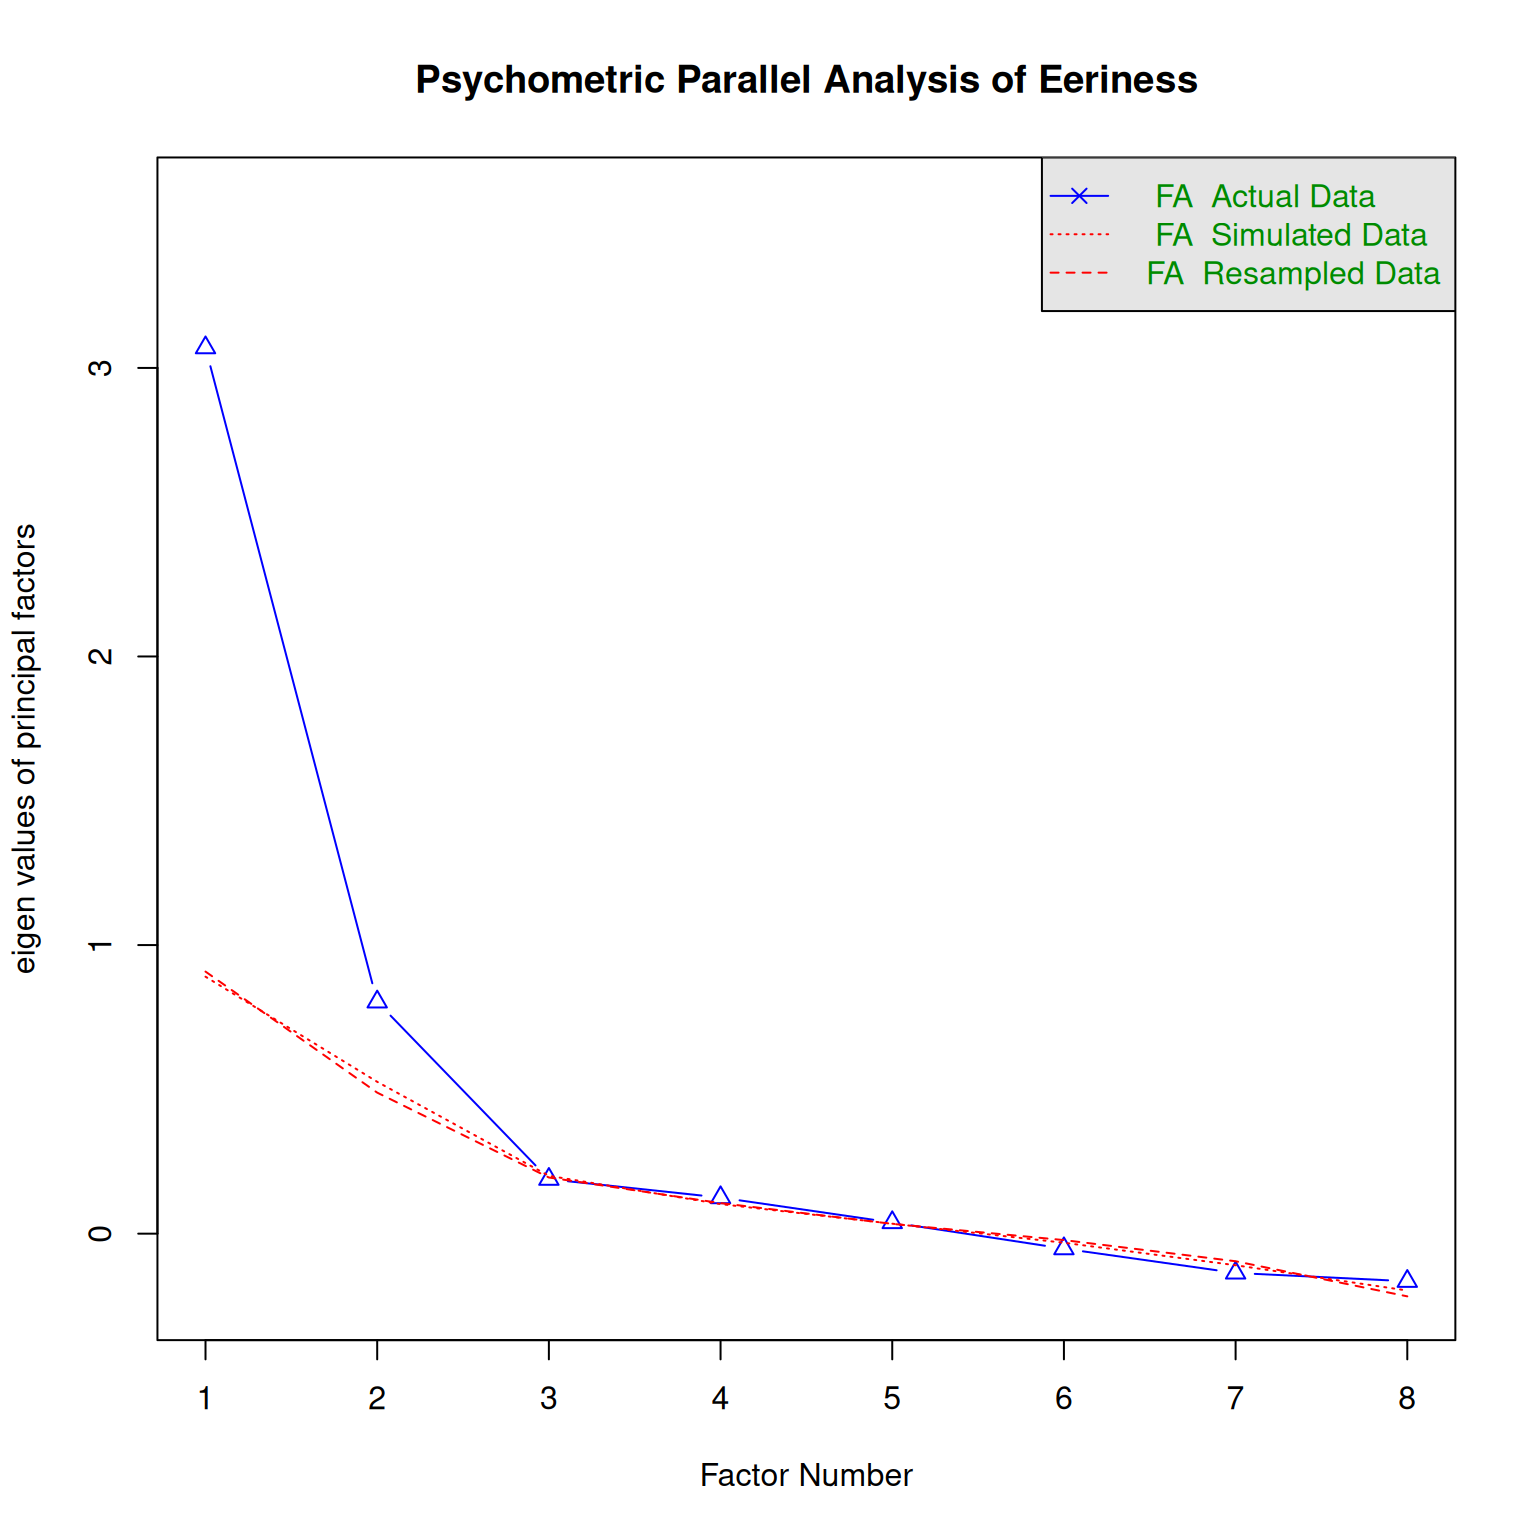 Psychometric Parallel Analysis of Eeriness
FA Actual Data
FA Simulated Data
FA Resampled Data
eigen values of principal factors
3
2
1
0
1 2 3 4 5 6 7 8
Factor Number